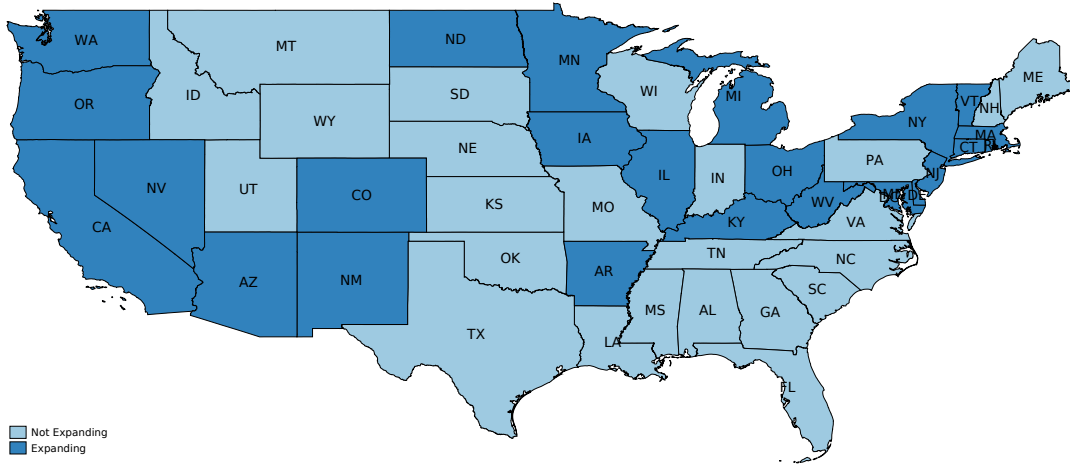 WA
MT
ND
MN
ME
OR
ID
SD
WI
MI
VT
NH
WY
NY
MA
IA
NE
CT
RI
PA
NV
UT
CO
IL
IN
OH
NJ
KS
MO
WV
MD
DE
DC
CA
KY
VA
OK
TN
NC
AZ
NM
AR
SC
TX
MS
AL
GA
LA
FL
Not Expanding
Expanding